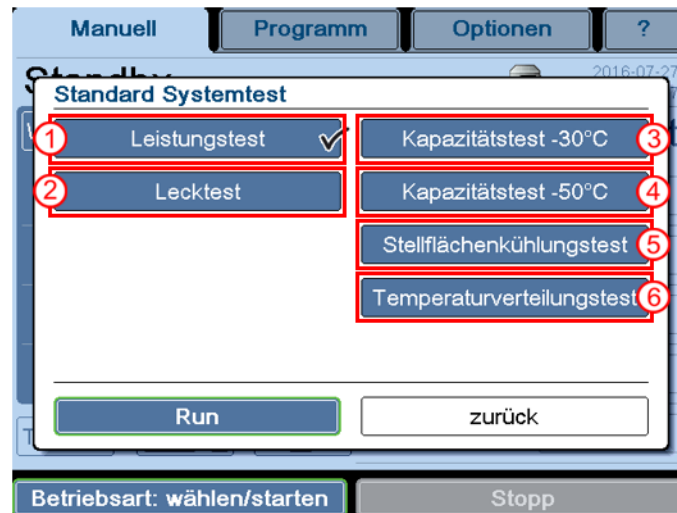 Manuell Programm Optionen ?
Standby 2016-07-27
Standard Systemtest
1 Leistungstest
2 Lecktest
Kapazitätstest -30°C 3
Kapazitätstest -50°C 4
Stellflächenkühlungstest 5
Temperaturverteilungstest 6
Run zurück
Betriebsart: wählen/starten Stopp